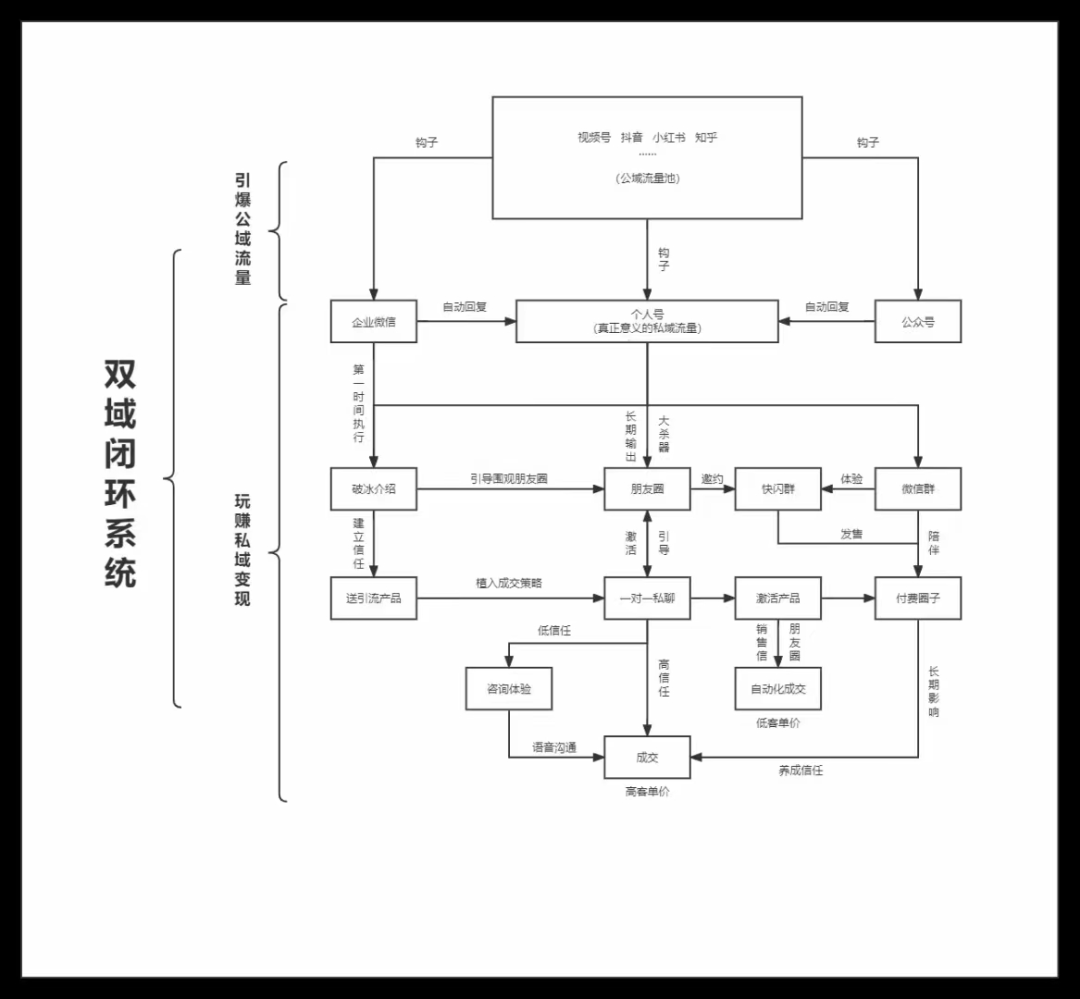 双域闭环系统
引爆公域流量
玩赚私域变现
视频号 抖音 小红书 知乎
......
(公域流量池)
钩子
钩子
钩子
企业微信
自动回复
个人号
(真正意义的私域流量)
自动回复
公众号
第一时间执行
长期输出
大杀器
破冰介绍
引导围观朋友圈
朋友圈
邀约
快闪群
体验
微信群
建立信任
激活
引导
发售
陪伴
送引流产品
植入成交策略
一对一私聊
激活产品
付费圈子
低信任
高信任
销售信
朋友圈
长期影响
咨询体验
自动化成交
低客单价
语音沟通
成交
养成信任
高客单价